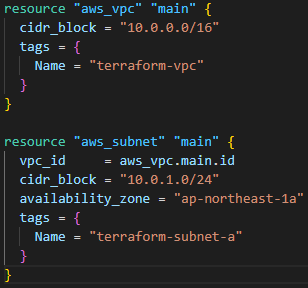 resource "aws_vpc" "main" {
  cidr_block = "10.0.0.0/16"
  tags = {
    Name = "terraform-vpc"
  }
}

resource "aws_subnet" "main" {
  vpc_id     = aws_vpc.main.id
  cidr_block = "10.0.1.0/24"
  availability_zone = "ap-northeast-1a"
  tags = {
    Name = "terraform-subnet-a"
  }
}